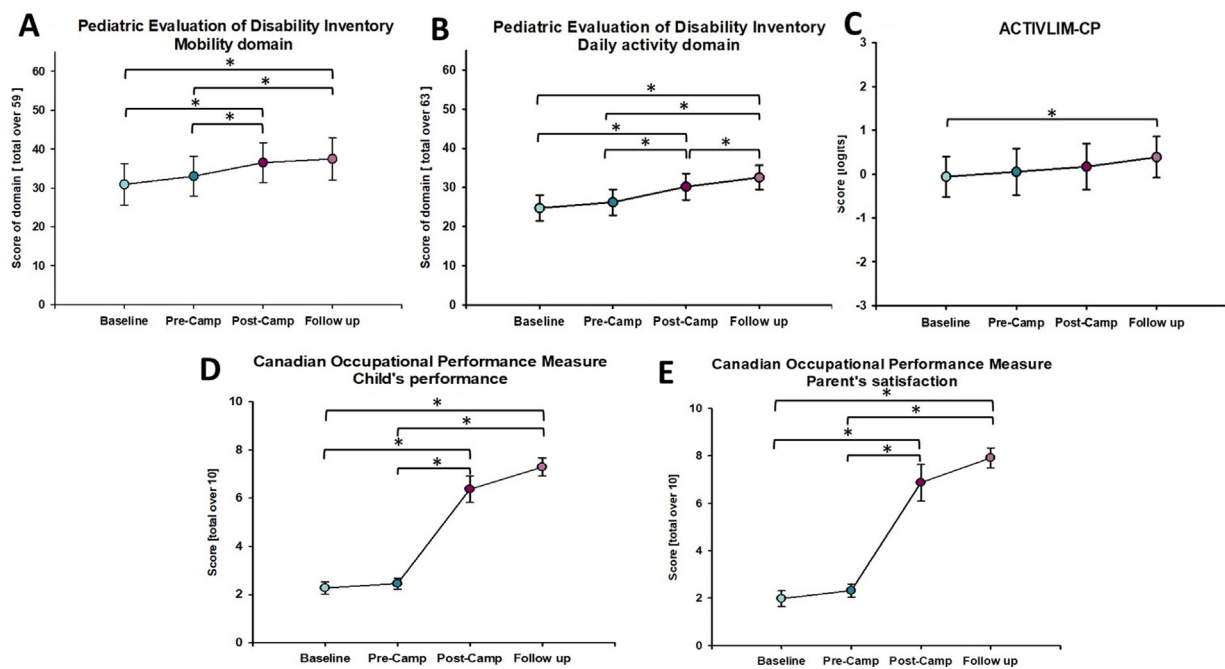 A
Pediatric Evaluation of Disability Inventory
Mobility domain
Score of domain [ total over 59 ]
60
50
40
30
20
10
0
*
*
*
*
Baseline
Pre-Camp
Post-Camp
Follow up
B
Pediatric Evaluation of Disability Inventory
Daily activity domain
Score of domain [total over 63]
60
50
40
30
20
10
0
*
*
*
*
*
Baseline
Pre-Camp
Post-Camp
Follow up
C
ACTIVLIM-CP
Score [logits]
3
2
1
0
-1
-2
-3
*
Baseline
Pre-Camp
Post-Camp
Follow up
D
Canadian Occupational Performance Measure
Child's performance
Score [total over 10]
10
8
6
4
2
0
*
*
*
*
Baseline
Pre-Camp
Post-Camp
Follow up
E
Canadian Occupational Performance Measure
Parent's satisfaction
Score [total over 10]
10
8
6
4
2
0
*
*
*
*
Baseline
Pre-Camp
Post-Camp
Follow up